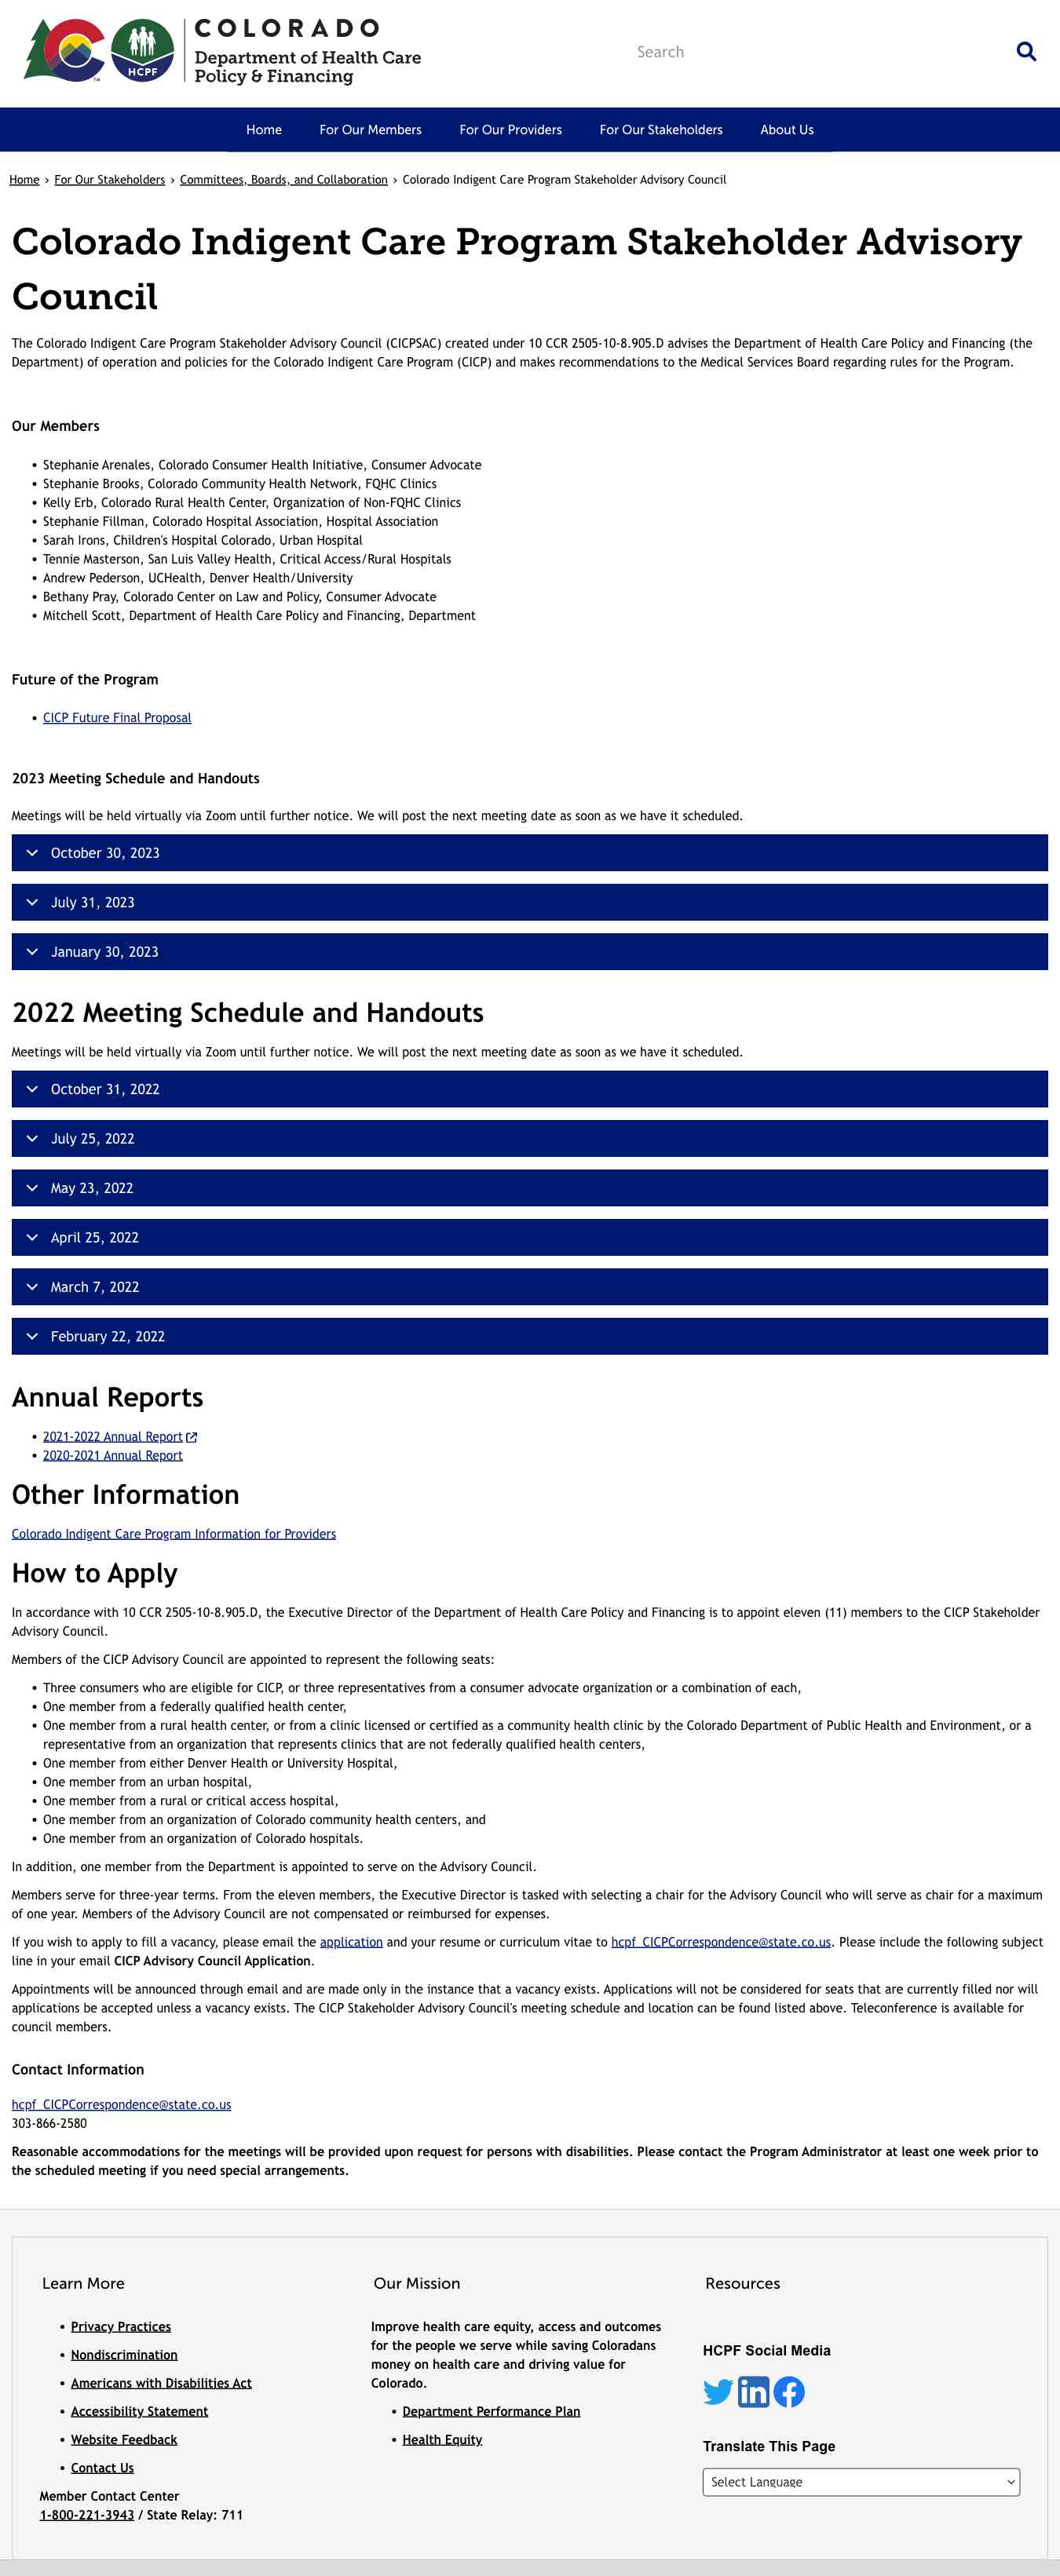 COLORADO
Department of Health Care
Policy & Financing
HCPF
TM
Search
Home
For Our Members
For Our Providers
For Our Stakeholders
About Us
Home › For Our Stakeholders › Committees, Boards, and Collaboration › Colorado Indigent Care Program Stakeholder Advisory Council
Colorado Indigent Care Program Stakeholder Advisory
Council
The Colorado Indigent Care Program Stakeholder Advisory Council (CICPSAC) created under 10 CCR 2505-10-8.905.D advises the Department of Health Care Policy and Financing (the
Department) of operation and policies for the Colorado Indigent Care Program (CICP) and makes recommendations to the Medical Services Board regarding rules for the Program.
Our Members
• Stephanie Arenales, Colorado Consumer Health Initiative, Consumer Advocate
• Stephanie Brooks, Colorado Community Health Network, FQHC Clinics
• Kelly Erb, Colorado Rural Health Center, Organization of Non-FQHC Clinics
• Stephanie Fillman, Colorado Hospital Association, Hospital Association
• Sarah Irons, Children's Hospital Colorado, Urban Hospital
• Tennie Masterson, San Luis Valley Health, Critical Access/Rural Hospitals
• Andrew Pederson, UCHealth, Denver Health/University
• Bethany Pray, Colorado Center on Law and Policy, Consumer Advocate
• Mitchell Scott, Department of Health Care Policy and Financing, Department
Future of the Program
• CICP Future Final Proposal
2023 Meeting Schedule and Handouts
Meetings will be held virtually via Zoom until further notice. We will post the next meeting date as soon as we have it scheduled.
October 30, 2023
July 31, 2023
January 30, 2023
2022 Meeting Schedule and Handouts
Meetings will be held virtually via Zoom until further notice. We will post the next meeting date as soon as we have it scheduled.
October 31, 2022
July 25, 2022
May 23, 2022
April 25, 2022
March 7, 2022
February 22, 2022
Annual Reports
• 2021-2022 Annual Report
• 2020-2021 Annual Report
Other Information
Colorado Indigent Care Program Information for Providers
How to Apply
In accordance with 10 CCR 2505-10-8.905.D, the Executive Director of the Department of Health Care Policy and Financing is to appoint eleven (11) members to the CICP Stakeholder
Advisory Council.
Members of the CICP Advisory Council are appointed to represent the following seats:
• Three consumers who are eligible for CICP, or three representatives from a consumer advocate organization or a combination of each,
• One member from a federally qualified health center,
• One member from a rural health center, or from a clinic licensed or certified as a community health clinic by the Colorado Department of Public Health and Environment, or a
representative from an organization that represents clinics that are not federally qualified health centers,
• One member from either Denver Health or University Hospital,
• One member from an urban hospital,
• One member from a rural or critical access hospital,
• One member from an organization of Colorado community health centers, and
• One member from an organization of Colorado hospitals.
In addition, one member from the Department is appointed to serve on the Advisory Council.
Members serve for three-year terms. From the eleven members, the Executive Director is tasked with selecting a chair for the Advisory Council who will serve as chair for a maximum
of one year. Members of the Advisory Council are not compensated or reimbursed for expenses.
If you wish to apply to fill a vacancy, please email the application and your resume or curriculum vitae to hcpf_CICPCorrespondence@state.co.us. Please include the following subject
line in your email CICP Advisory Council Application.
Appointments will be announced through email and are made only in the instance that a vacancy exists. Applications will not be considered for seats that are currently filled nor will
applications be accepted unless a vacancy exists. The CICP Stakeholder Advisory Council's meeting schedule and location can be found listed above. Teleconference is available for
council members.
Contact Information
hcpf_CICPCorrespondence@state.co.us
303-866-2580
Reasonable accommodations for the meetings will be provided upon request for persons with disabilities. Please contact the Program Administrator at least one week prior to
the scheduled meeting if you need special arrangements.
Learn More
• Privacy Practices
• Nondiscrimination
• Americans with Disabilities Act
• Accessibility Statement
• Website Feedback
• Contact Us
Member Contact Center
1-800-221-3943 / State Relay: 711
Our Mission
Improve health care equity, access and outcomes
for the people we serve while saving Coloradans
money on health care and driving value for
Colorado.
• Department Performance Plan
• Health Equity
Resources
HCPF Social Media
Translate This Page
Select Language